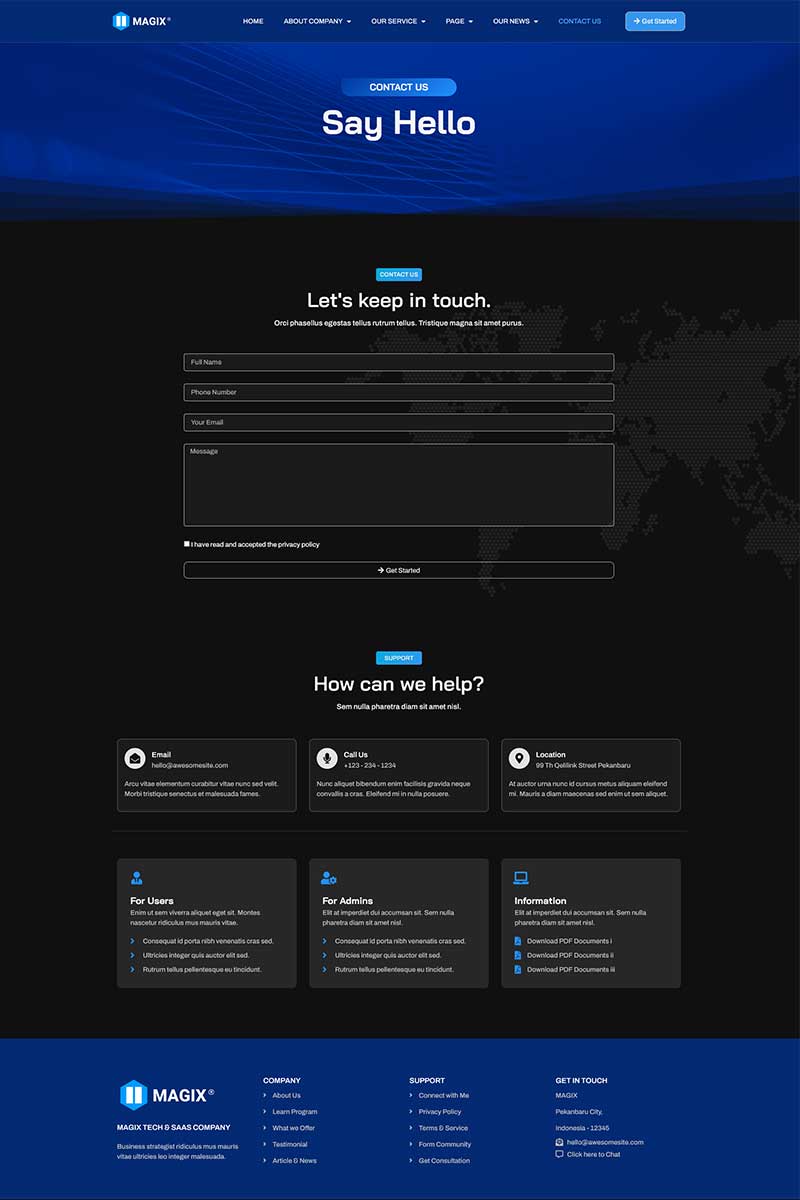 MAGIX®
HOME ABOUT COMPANY OUR SERVICE PAGE OUR NEWS CONTACT US Get Started
CONTACT US
Say Hello
CONTACT US
Let's keep in touch.
Orci phasellus egestas tellus rutrum tellus. Tristique magna sit amet purus.
Full Name
Phone Number
Your Email
Message
I have read and accepted the privacy policy
Get Started
SUPPORT
How can we help?
Sem nulla pharetra diam sit amet nisl.
Email
hello@awesomesite.com
Arcu vitae elementum curabitur vitae nunc sed velit.
Morbi tristique senectus et malesuada fames.
Call Us
+123 - 234 - 1234
Nunc aliquet bibendum enim facilisis gravida neque
convallis a cras. Eleifend mi in nulla posuere.
Location
99 Th Qelilink Street Pekanbaru
At auctor urna nunc id cursus metus aliquam eleifend
mi. Mauris a diam maecenas sed enim ut sem aliquet.
For Users
Enim ut sem viverra aliquet eget sit. Montes
nascetur ridiculus mus mauris vitae.
Consequat id porta nibh venenatis cras sed.
Ultricies integer quis auctor elit sed.
Rutrum tellus pellentesque eu tincidunt.
For Admins
Elit at imperdiet dui accumsan sit. Sem nulla
pharetra diam sit amet nisl.
Consequat id porta nibh venenatis cras sed.
Ultricies integer quis auctor elit sed.
Rutrum tellus pellentesque eu tincidunt.
Information
Elit at imperdiet dui accumsan sit. Sem nulla
pharetra diam sit amet nisl.
Download PDF Documents i
Download PDF Documents ii
Download PDF Documents iii
MAGIX®
MAGIX TECH & SAAS COMPANY
Business strategist ridiculus mus mauris
vitae ultricies leo integer malesuada.
COMPANY
About Us
Learn Program
What we Offer
Testimonial
Article & News
SUPPORT
Connect with Me
Privacy Policy
Terms & Service
Form Community
Get Consultation
GET IN TOUCH
MAGIX
Pekanbaru City,
Indonesia - 12345
hello@awesomesite.com
Click here to Chat